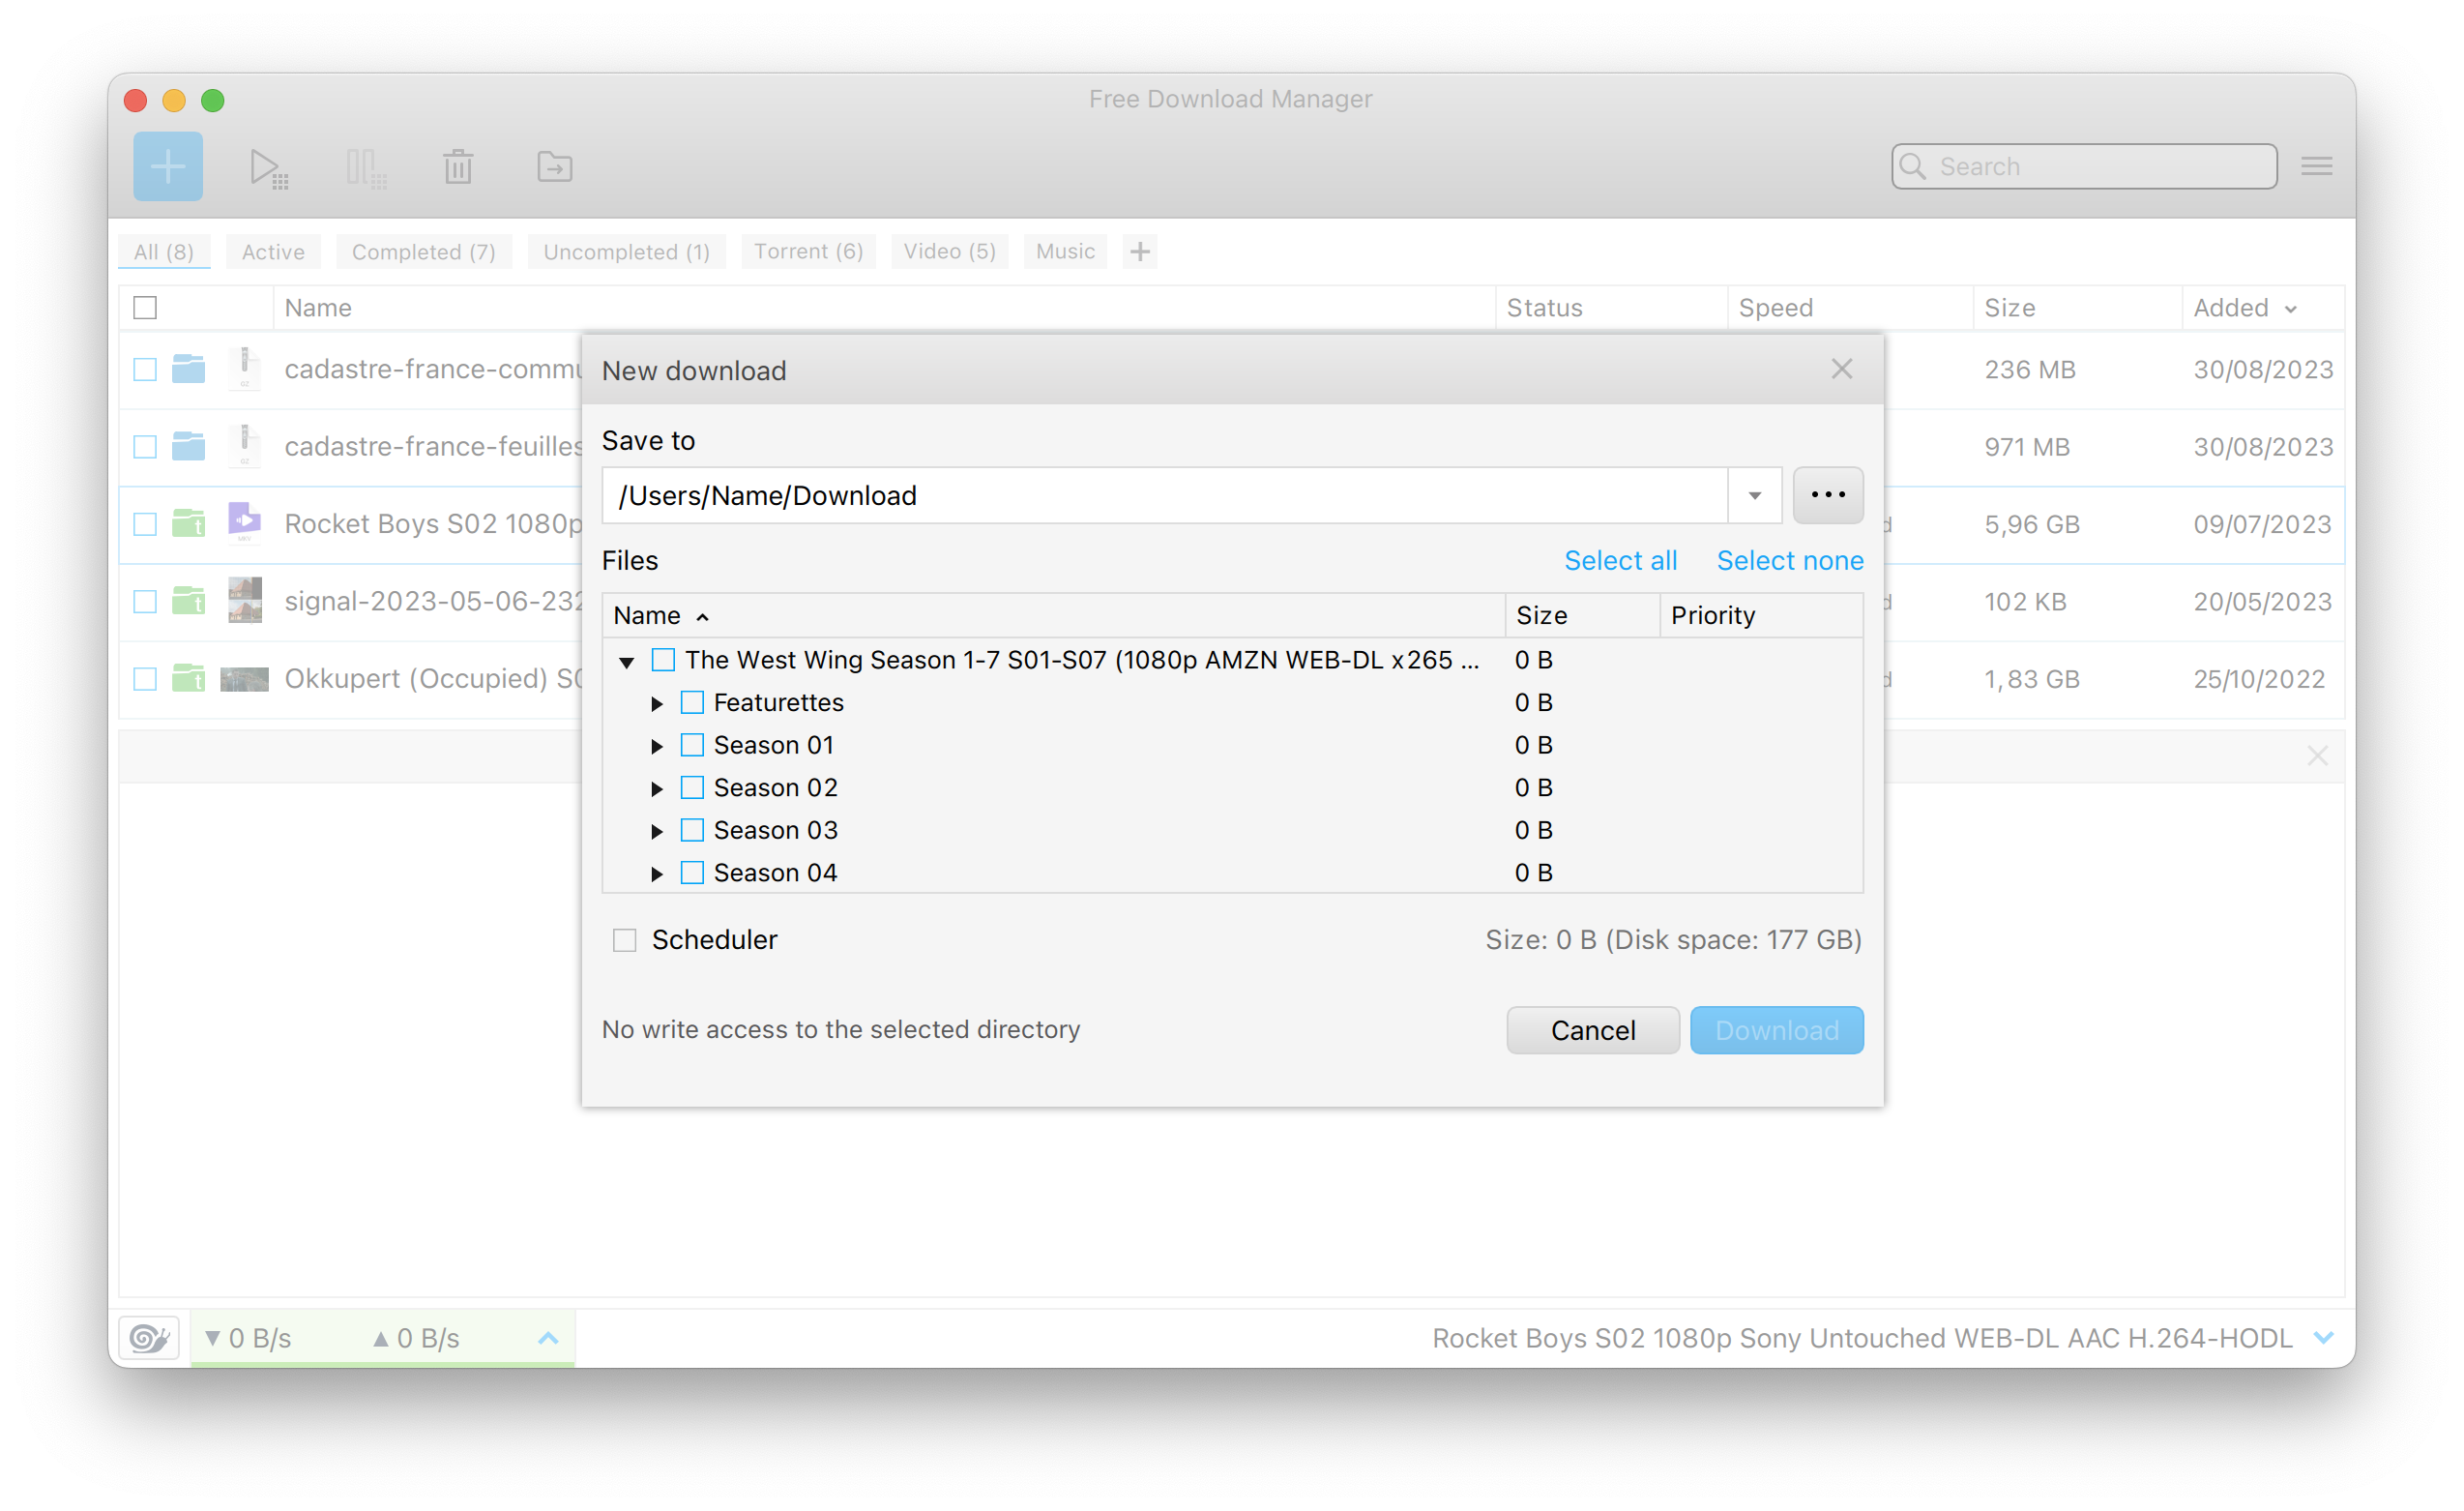 Free Download Manager
Search
All (8) Active Completed (7) Uncompleted (1) Torrent (6) Video (5) Music
Name Status Speed Size Added
cadastre-france-commu 236 MB 30/08/2023
cadastre-france-feuilles 971 MB 30/08/2023
Rocket Boys S02 1080p 5,96 GB 09/07/2023
signal-2023-05-06-232 102 KB 20/05/2023
Okkupert (Occupied) S0 1,83 GB 25/10/2022
New download
Save to
/Users/Name/Download
Files Select all Select none
Name Size Priority
The West Wing Season 1-7 S01-S07 (1080p AMZN WEB-DL x265 ... 0 B
Featurettes 0 B
Season 01 0 B
Season 02 0 B
Season 03 0 B
Season 04 0 B
Scheduler Size: 0 B (Disk space: 177 GB)
No write access to the selected directory Cancel Download
0 B/s 0 B/s Rocket Boys S02 1080p Sony Untouched WEB-DL AAC H.264-HODL